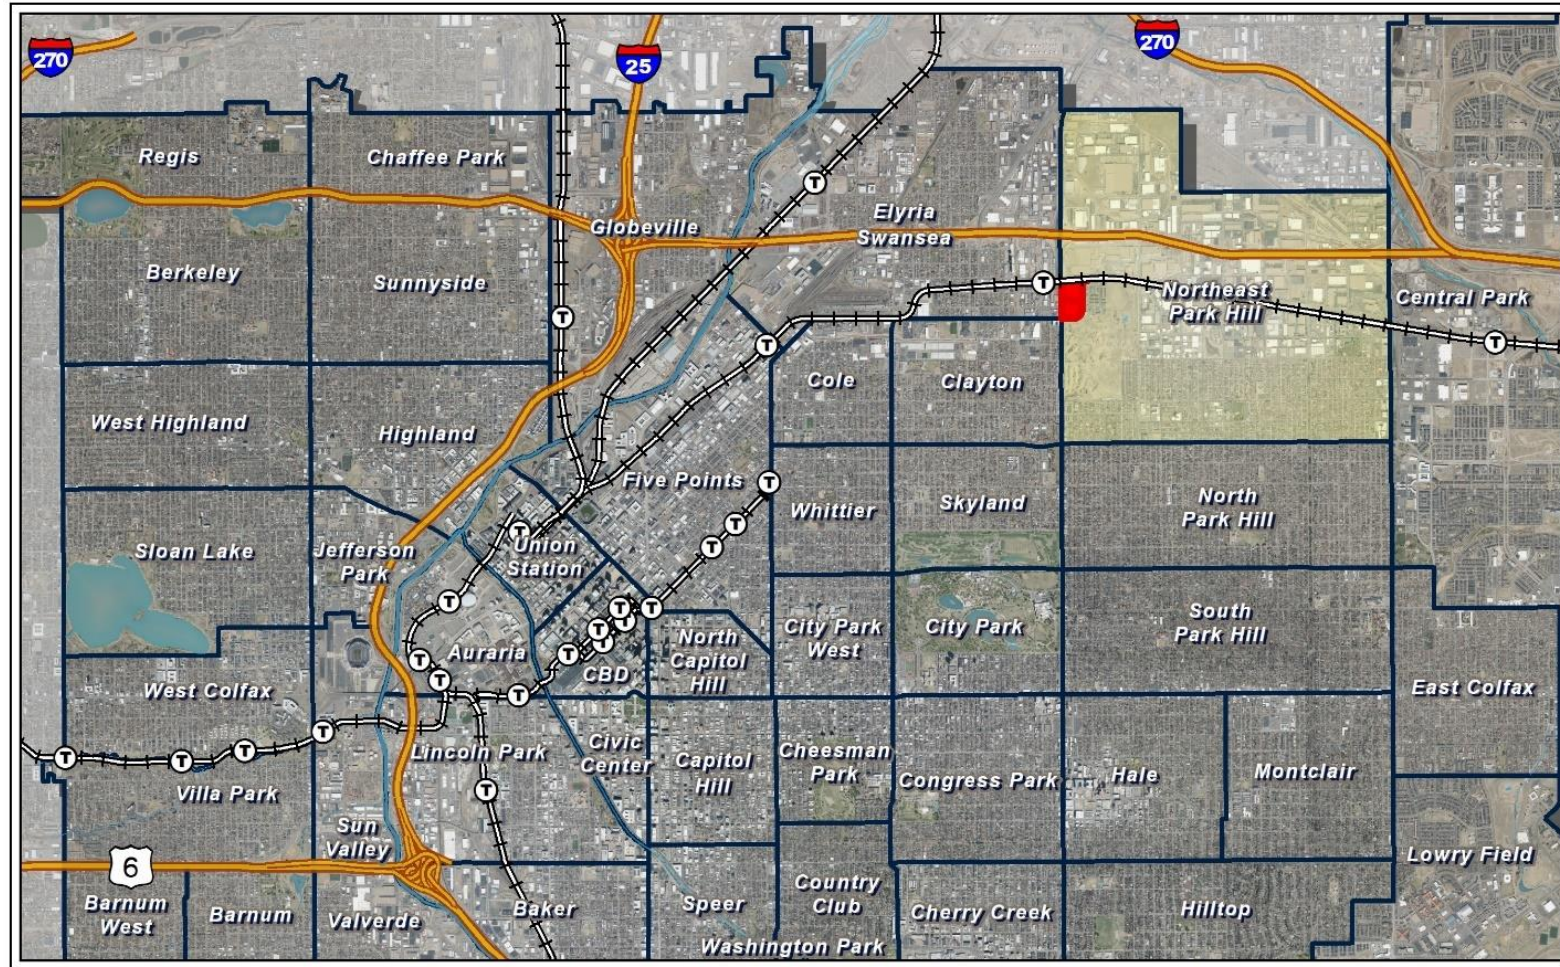 270
25
270
Regis
Chaffee Park
Elyria
Swansea
Globeville
Berkeley
Sunnyside
T
T
T
Northeast
Park Hill
Central Park
T
T
T
Cole
Clayton
West Highland
Highland
Five Points
T
Whittier
Skyland
North
Park Hill
T
T
T
Union
Station
Sloan Lake
Jefferson
Park
T
T
T
T
T
T
T
T
City Park
West
City Park
South
Park Hill
North
Capitol
Hill
Auraria
CBD
T
T
T
West Colfax
East Colfax
T
T
T
T
Lincoln Park
Civic
Center
Capitol
Hill
Cheesman
Park
Congress Park
Hale
Montclair
Villa Park
T
Sun
Valley
6
Lowry Field
Barnum
West
Barnum
Valverde
Baker
Speer
Country
Club
Cherry Creek
Hilltop
Washington Park